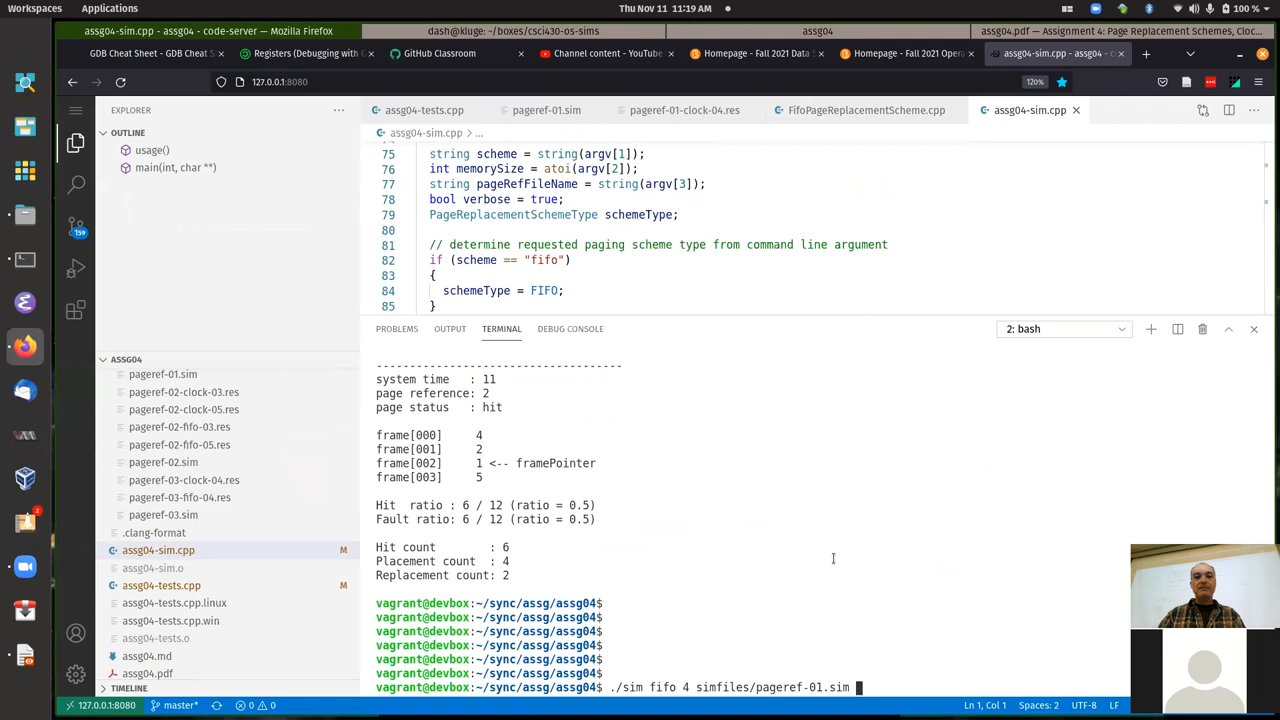 Workspaces
Applications
Thu Nov 11 11:19 AM
100 %
assg04-sim.cpp - assg04 - code-server — Mozilla Firefox
dash@kluge: ~/boxes/csci430-os-sims
assg04
assg04.pdf — Assignment 4: Page Replacement Schemes, Cloc...
GDB Cheat Sheet - GDB Cheat S
Registers (Debugging with G
GitHub Classroom
Channel content - YouTube
Homepage - Fall 2021 Data S
Homepage - Fall 2021 Opera
assg04-sim.cpp - assg04 - c
127.0.0.1:8080
120%
EXPLORER
OUTLINE
usage()
main(int, char **)
159
ASSG04
pageref-01.sim
pageref-02-clock-03.res
pageref-02-clock-05.res
pageref-02-fifo-03.res
pageref-02-fifo-05.res
pageref-02.sim
pageref-03-clock-04.res
pageref-03-fifo-04.res
pageref-03.sim
.clang-format
assg04-sim.cpp M
assg04-sim.o
assg04-tests.cpp M
assg04-tests.cpp.linux
assg04-tests.cpp.win
assg04-tests.o
assg04.md
assg04.pdf
TIMELINE
2
assg04-tests.cpp
pageref-01.sim
pageref-01-clock-04.res
FifoPageReplacementScheme.cpp
assg04-sim.cpp
assg04-sim.cpp > ...
75 string scheme = string(argv[1]);
76 int memorySize = atoi(argv[2]);
77 string pageRefFileName = string(argv[3]);
78 bool verbose = true;
79 PageReplacementSchemeType schemeType;
80
81 // determine requested paging scheme type from command line argument
82 if (scheme == "fifo")
83 {
84 schemeType = FIFO;
85 }
PROBLEMS
OUTPUT
TERMINAL
DEBUG CONSOLE
2: bash
-----------------------------------
system time : 11
page reference: 2
page status : hit
frame[000] 4
frame[001] 2
frame[002] 1 <-- framePointer
frame[003] 5
Hit ratio : 6 / 12 (ratio = 0.5)
Fault ratio: 6 / 12 (ratio = 0.5)
Hit count : 6
Placement count : 4
Replacement count: 2
vagrant@devbox:~/sync/assg/assg04$
vagrant@devbox:~/sync/assg/assg04$
vagrant@devbox:~/sync/assg/assg04$
vagrant@devbox:~/sync/assg/assg04$
vagrant@devbox:~/sync/assg/assg04$
vagrant@devbox:~/sync/assg/assg04$
vagrant@devbox:~/sync/assg/assg04$ ./sim fifo 4 simfiles/pageref-01.sim
127.0.0.1:8080
master*
0
0
Ln 1, Col 1
Spaces: 2
UTF-8
LF